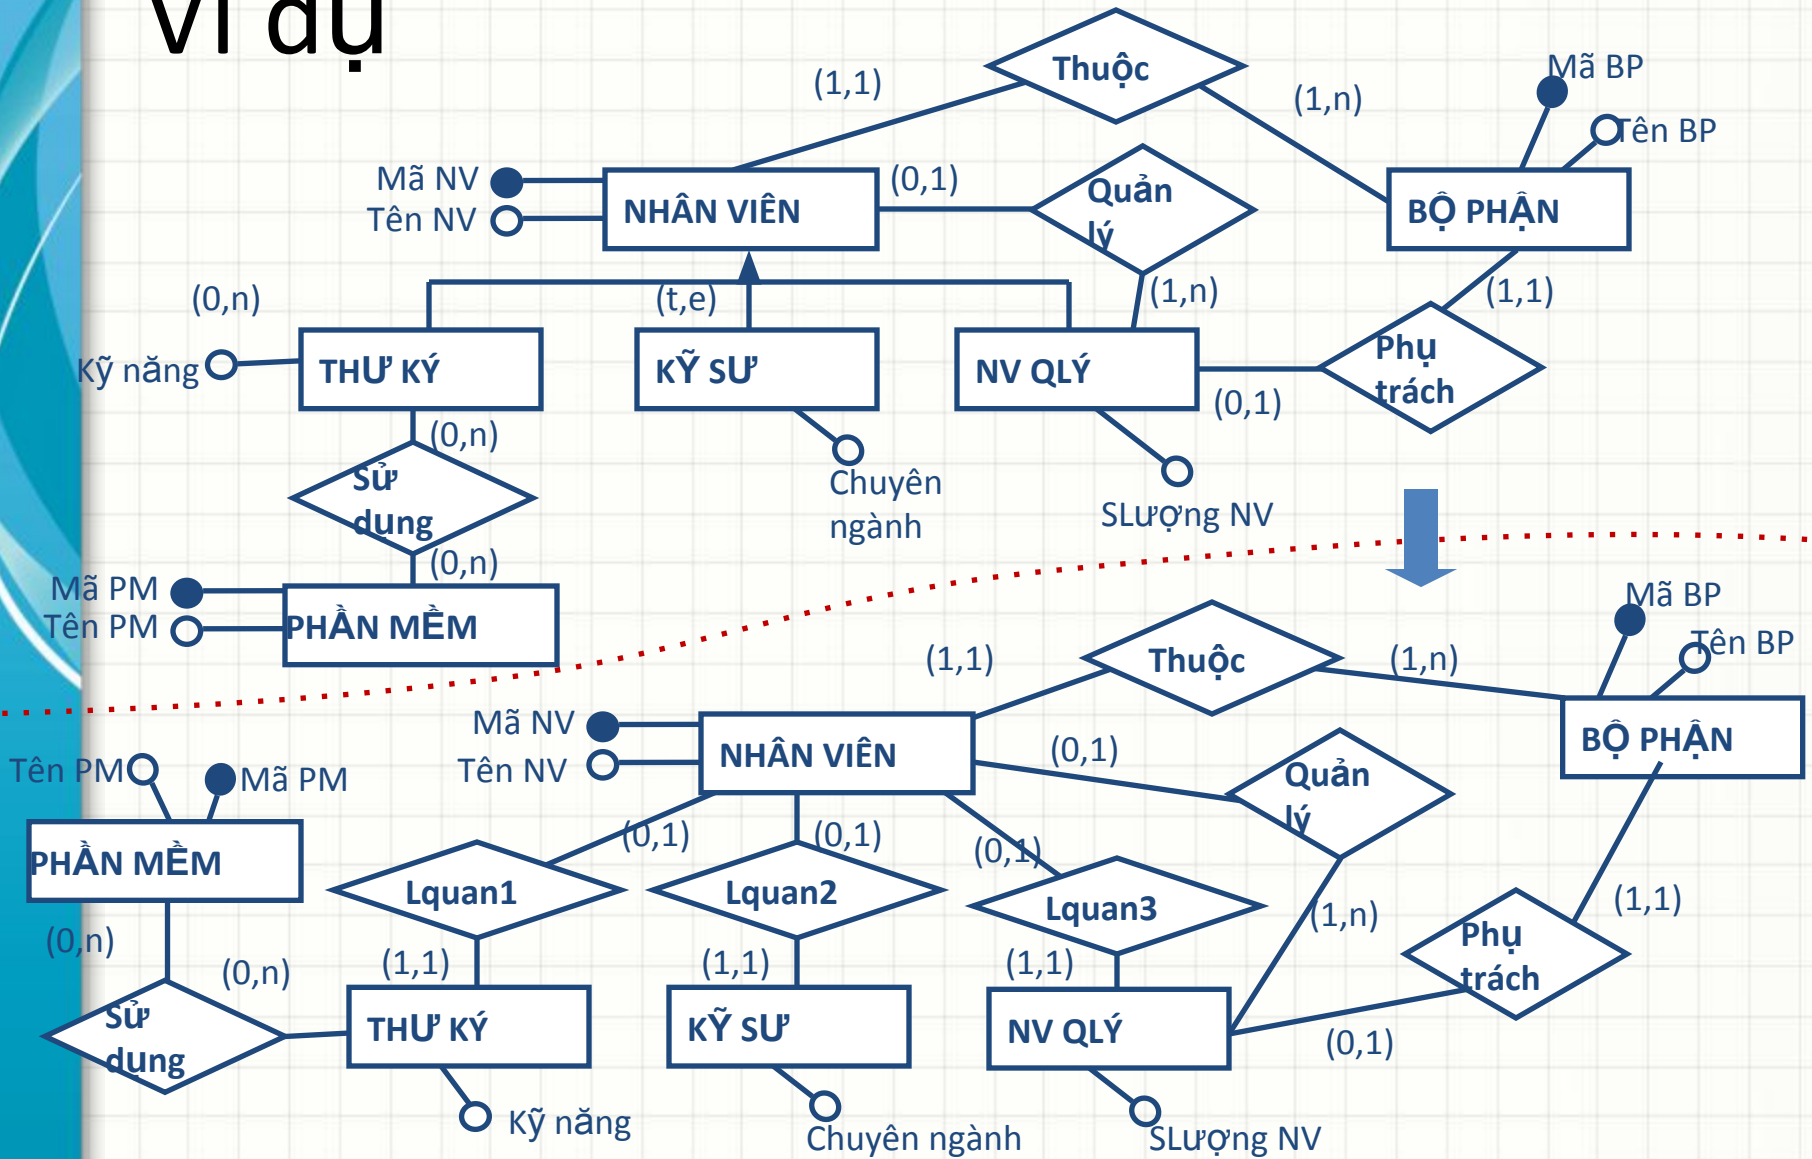 Ví dụ
Thuộc
Mã BP
(1,1)
(1,n)
Tên BP
Mã NV
(0,1)
Quản
lý
Tên NV
NHÂN VIÊN
BỘ PHẬN
(0,n)
(t,e)
(1,n)
(1,1)
Kỹ năng
THƯ KÝ
KỸ SƯ
NV QLÝ
Phụ
trách
(0,1)
(0,n)
Sử
dụng
Chuyên
ngành
SLượng NV
(0,n)
Mã PM
Tên PM
PHẦN MỀM
Mã BP
Tên BP
(1,1)
Thuộc
(1,n)
Mã NV
Tên NV
NHÂN VIÊN
(0,1)
BỘ PHẬN
Tên PM
Mã PM
Quản
lý
PHẦN MỀM
(0,1)
(0,1)
(0,1)
Lquan1
Lquan2
Lquan3
(1,n)
(1,1)
(0,n)
(0,n)
(1,1)
(1,1)
(1,1)
Phụ
trách
Sử
dụng
THƯ KÝ
KỸ SƯ
NV QLÝ
(0,1)
Kỹ năng
Chuyên ngành
SLượng NV